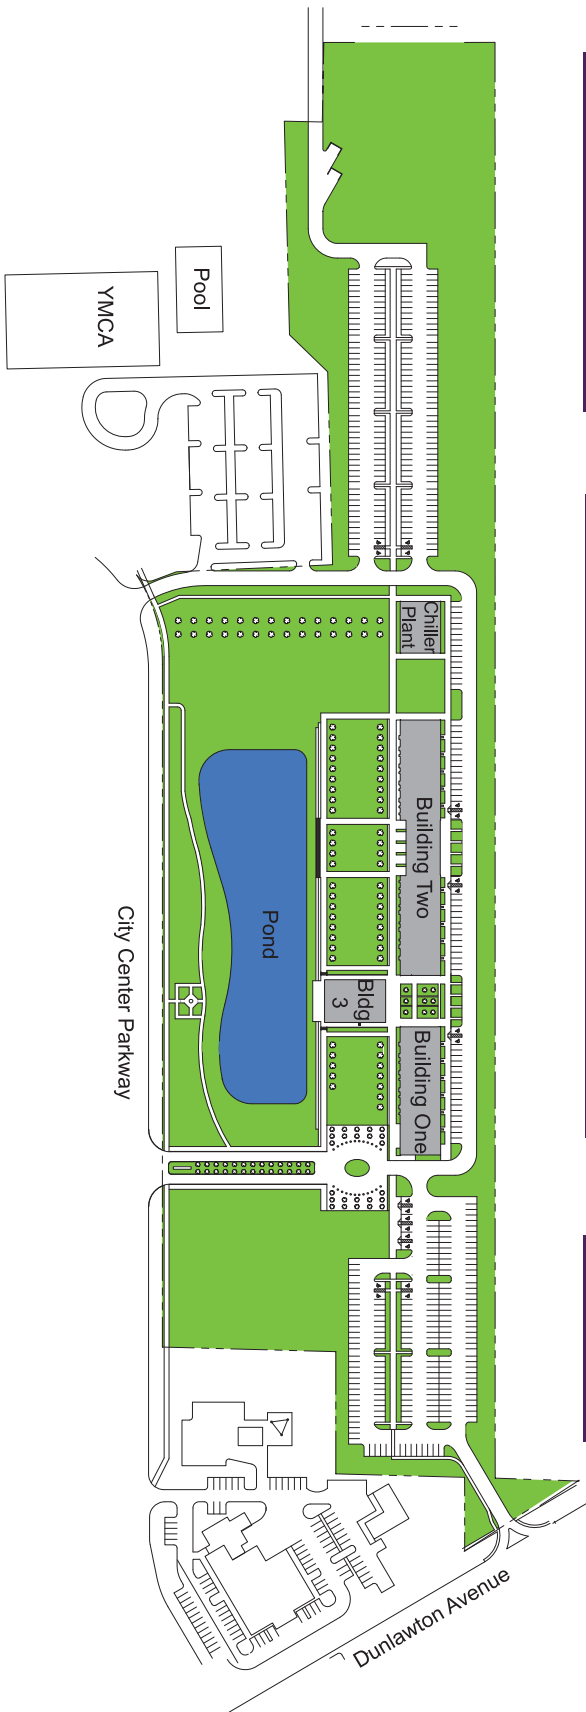 Pool
YMCA
Chiller
Plant
Building Two
Pond
Bldg.
3
City Center Parkway
Building One
Dunlawton Avenue